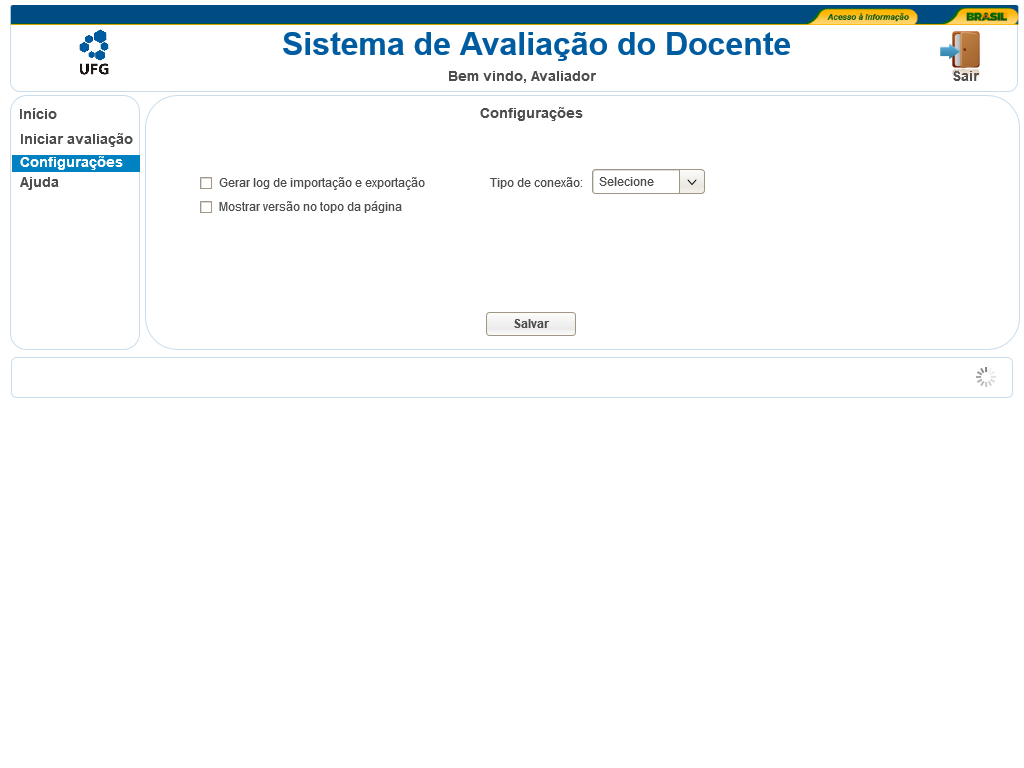 Acesso à Informação
BRASIL
UFG
Sistema de Avaliação do Docente
Bem vindo, Avaliador
Sair
Início
Iniciar avaliação
Configurações
Ajuda
Configurações
Gerar log de importação e exportação
Tipo de conexão: Selecione
Mostrar versão no topo da página
Salvar